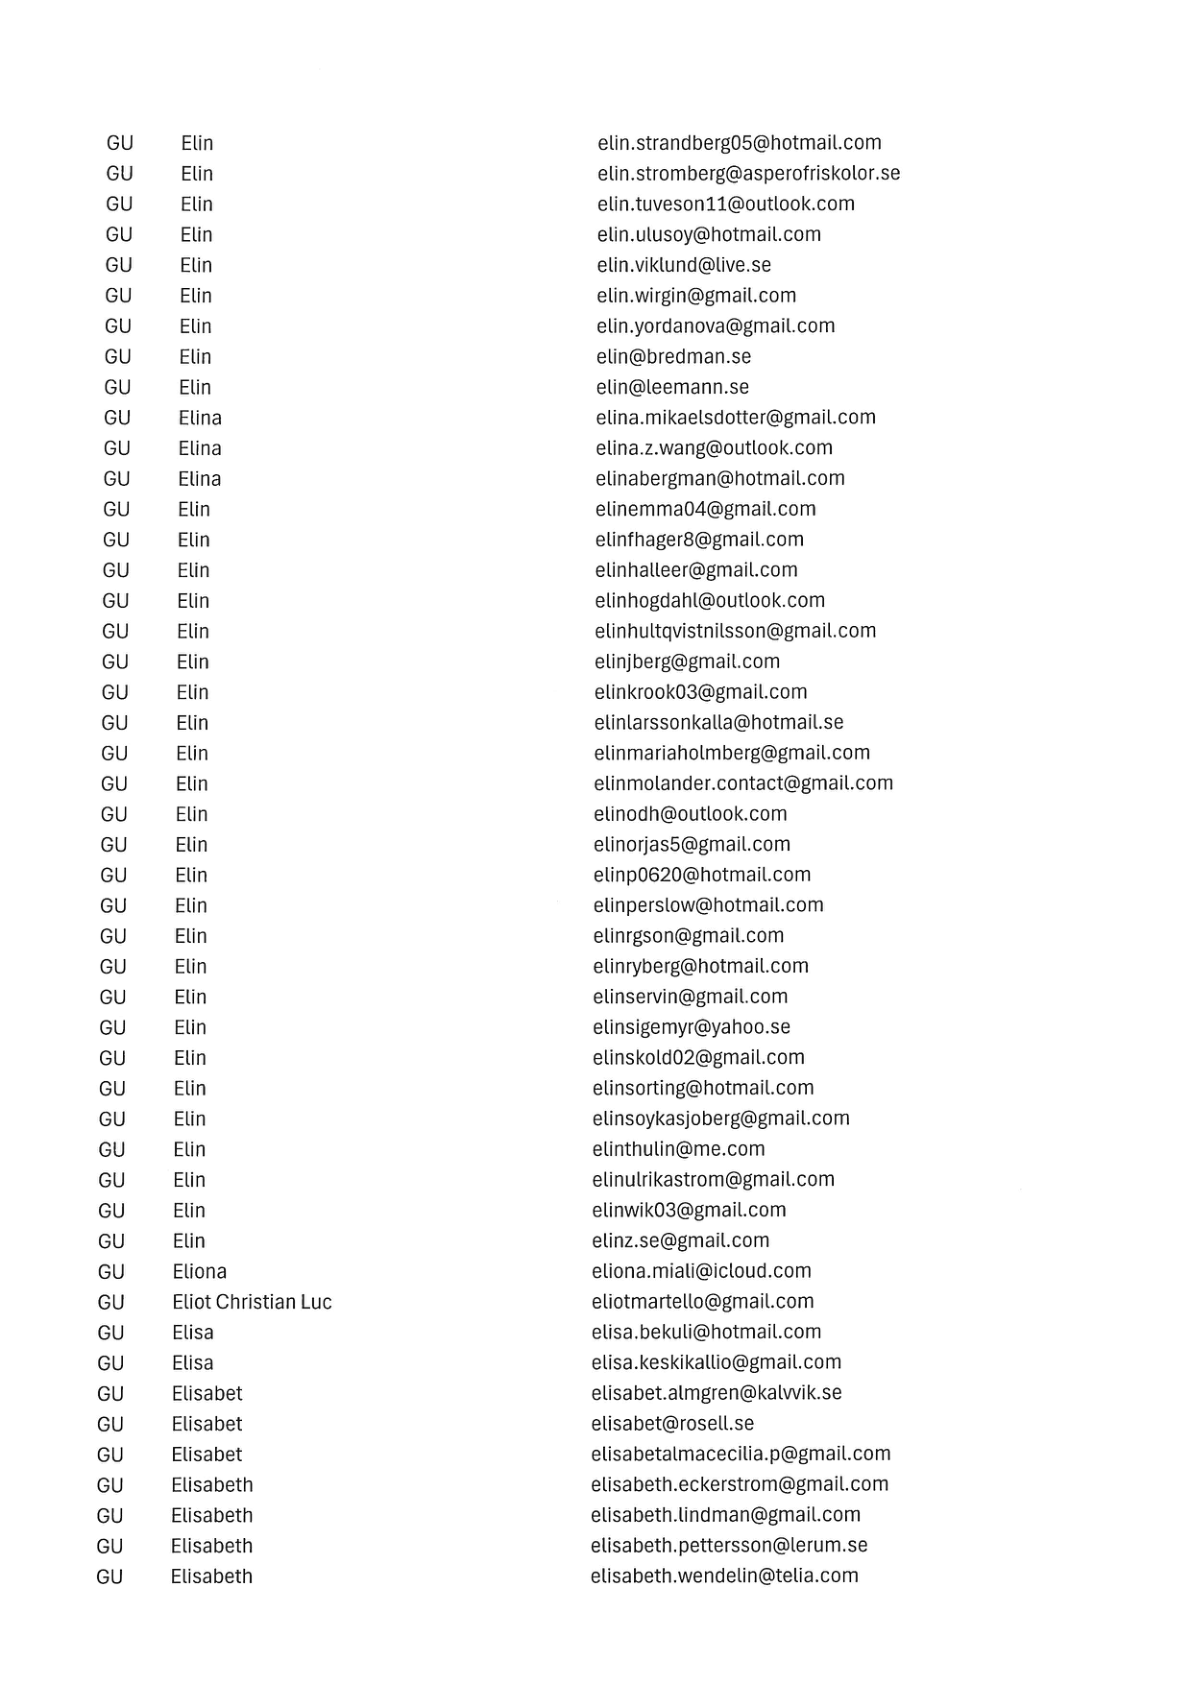 GU Elin elin.strandberg05@hotmail.com
GU Elin elin.stromberg@asperofriskolor.se
GU Elin elin.tuveson11@outlook.com
GU Elin elin.ulusoy@hotmail.com
GU Elin elin.viklund@live.se
GU Elin elin.wirgin@gmail.com
GU Elin elin.yordanova@gmail.com
GU Elin elin@bredman.se
GU Elin elin@leemann.se
GU Elina elina.mikaelsdotter@gmail.com
GU Elina elina.z.wang@outlook.com
GU Elina elinabergman@hotmail.com
GU Elin elinemma04@gmail.com
GU Elin elinfhager8@gmail.com
GU Elin elinhalleer@gmail.com
GU Elin elinhogdahl@outlook.com
GU Elin elinhultqvistnilsson@gmail.com
GU Elin elinjberg@gmail.com
GU Elin elinkrook03@gmail.com
GU Elin elinlarssonkalla@hotmail.se
GU Elin elinmariaholmberg@gmail.com
GU Elin elinmolander.contact@gmail.com
GU Elin elinodh@outlook.com
GU Elin elinorjas5@gmail.com
GU Elin elinp0620@hotmail.com
GU Elin elinperslow@hotmail.com
GU Elin elinrgson@gmail.com
GU Elin elinryberg@hotmail.com
GU Elin elinservin@gmail.com
GU Elin elinsigemyr@yahoo.se
GU Elin elinskold02@gmail.com
GU Elin elinsorting@hotmail.com
GU Elin elinsoykasjoberg@gmail.com
GU Elin elinthulin@me.com
GU Elin elinulrikastrom@gmail.com
GU Elin elinwik03@gmail.com
GU Elin elinz.se@gmail.com
GU Eliona eliona.miali@icloud.com
GU Eliot Christian Luc eliotmartello@gmail.com
GU Elisa elisa.bekuli@hotmail.com
GU Elisa elisa.keskikallio@gmail.com
GU Elisabet elisabet.almgren@kalvvik.se
GU Elisabet elisabet@rosell.se
GU Elisabet elisabetalmacecilia.p@gmail.com
GU Elisabeth elisabeth.eckerstrom@gmail.com
GU Elisabeth elisabeth.lindman@gmail.com
GU Elisabeth elisabeth.pettersson@lerum.se
GU Elisabeth elisabeth.wendelin@telia.com